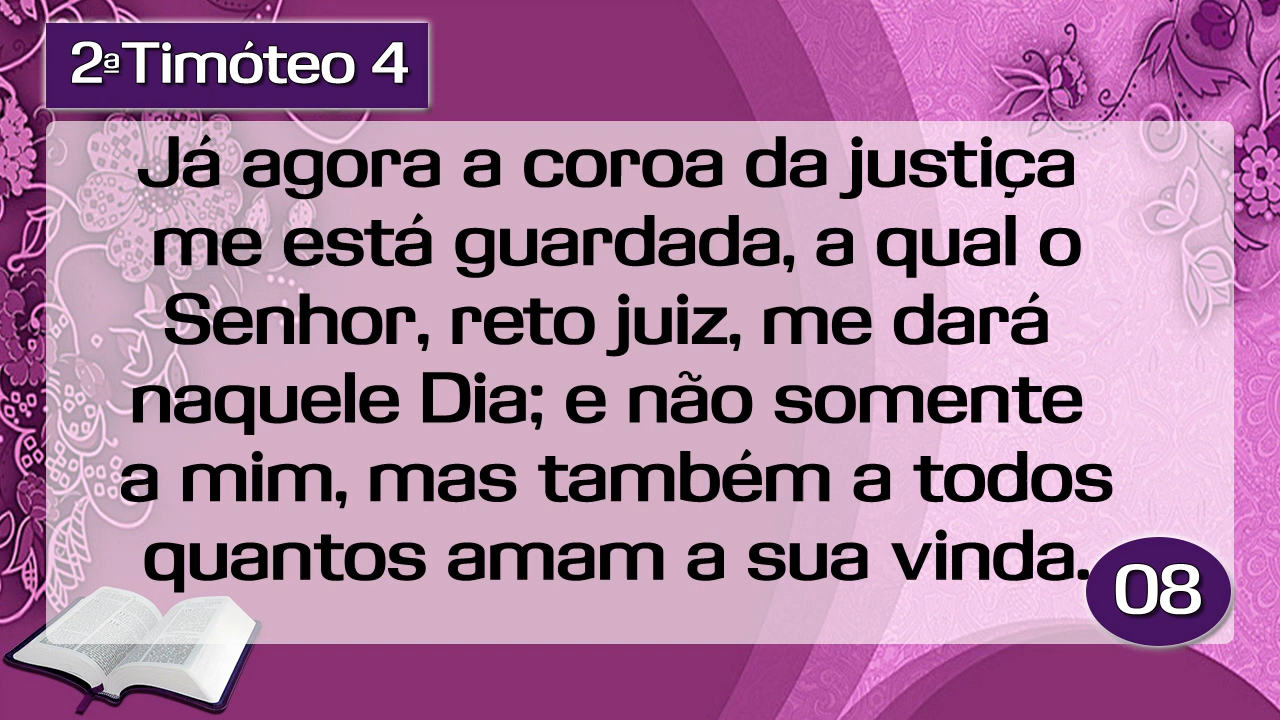 2ª Timóteo 4
Já agora a coroa da justiça
me está guardada, a qual o
Senhor, reto juiz, me dará
naquele Dia; e não somente
a mim, mas também a todos
quantos amam a sua vinda.
08